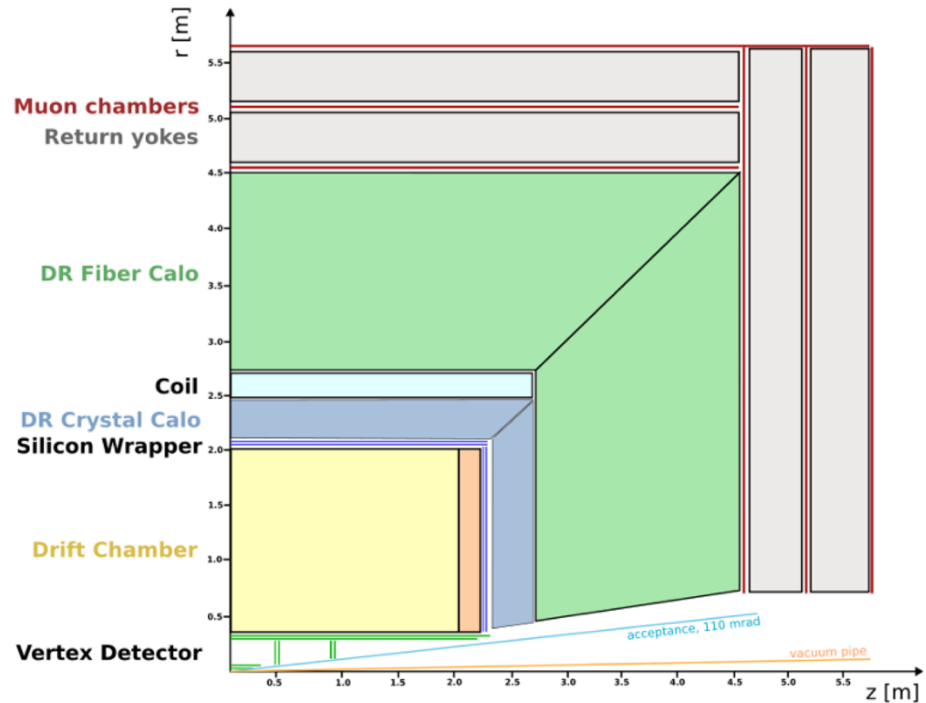 r [m]
5.5
Muon chambers
5.0
Return yokes
4.5
4.0
DR Fiber Calo
3.5
3.0
Coil
2.5
DR Crystal Calo
Silicon Wrapper
2.0
1.5
Drift Chamber
1.0
0.5
acceptance, 110 mrad
Vertex Detector
vacuum pipe
0.5 1.0 1.5 2.0 2.5 3.0 3.5 4.0 4.5 5.0 5.5
z [m]